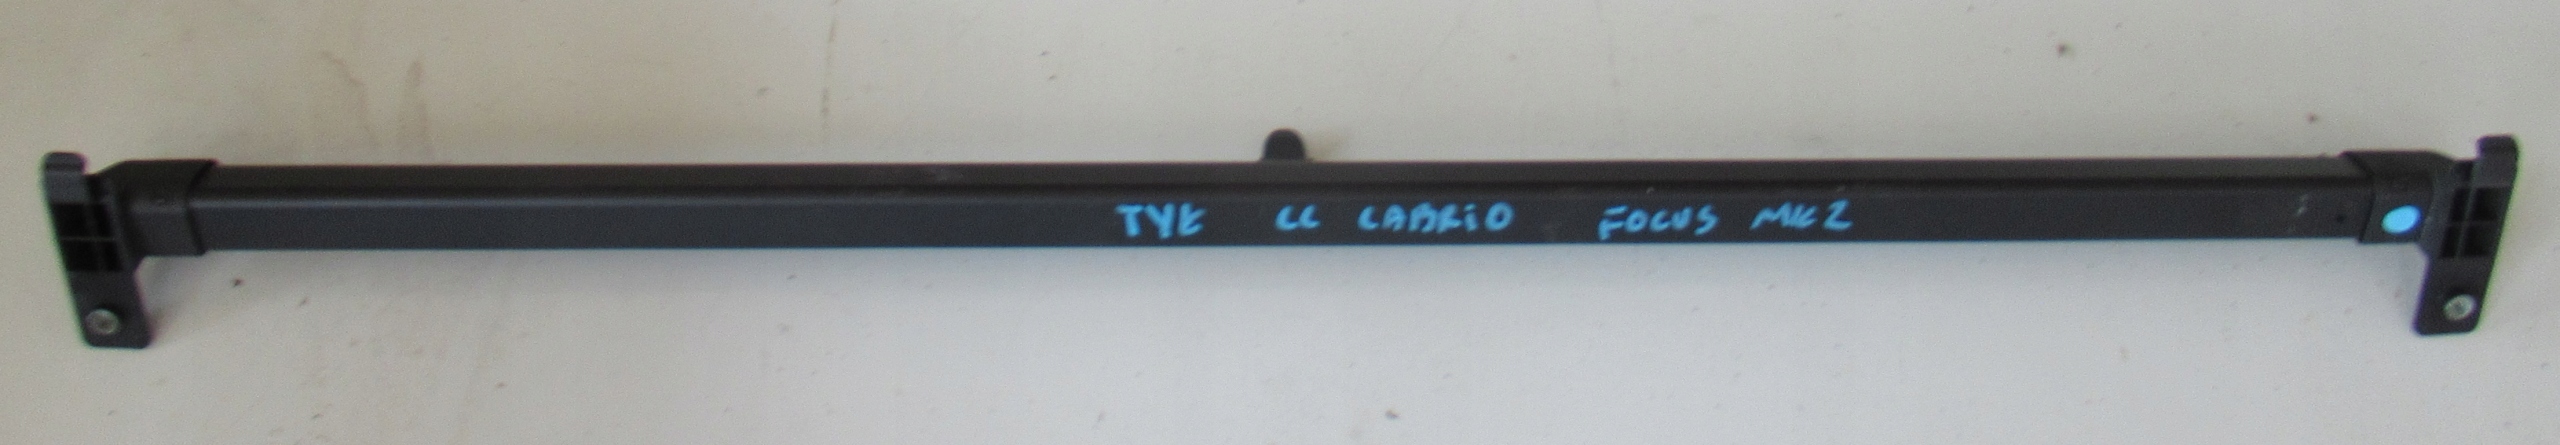 TYŁ CC CABRIO FOCUS MK2